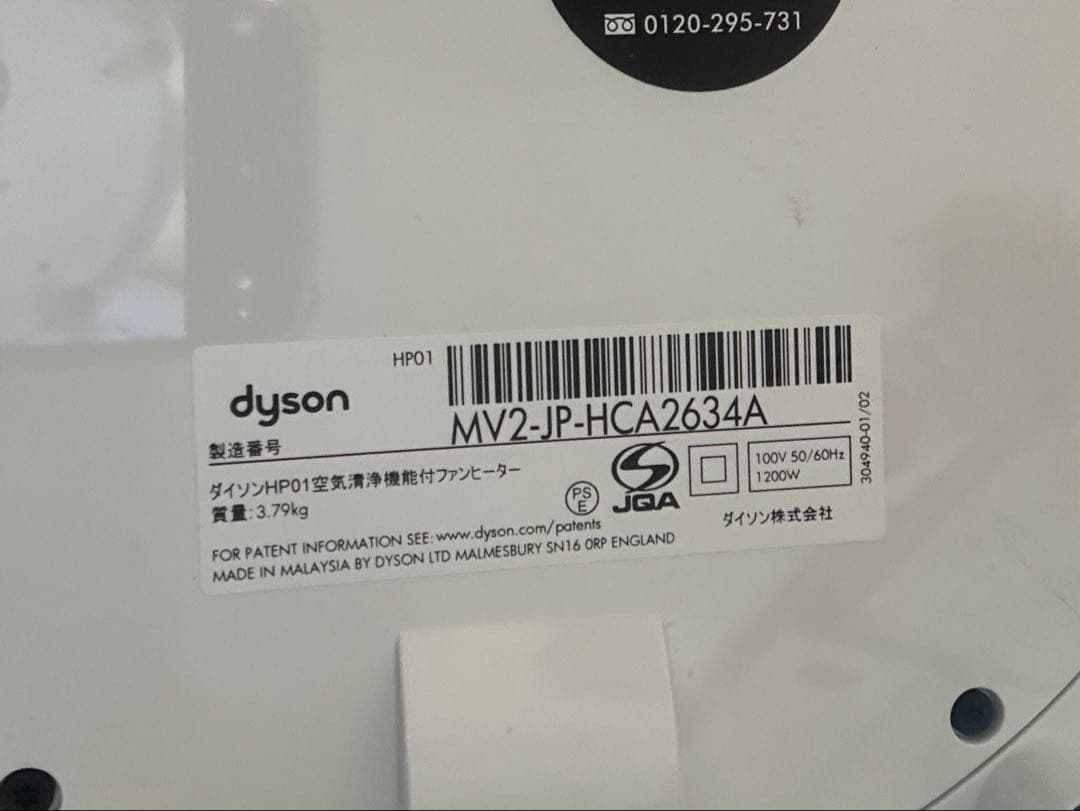 0120-295-731
HP01
dyson
MV2-JP-HCA2634A
製造番号
ダイソンHP01空気清浄機能付ファンヒーター
質量:3.79kg
PS
E
JQA
100V 50/60Hz
1200W
ダイソン株式会社
304940-01/02
FOR PATENT INFORMATION SEE: www.dyson.com/patents
MADE IN MALAYSIA BY DYSON LTD MALMESBURY SN16 0RP ENGLAND